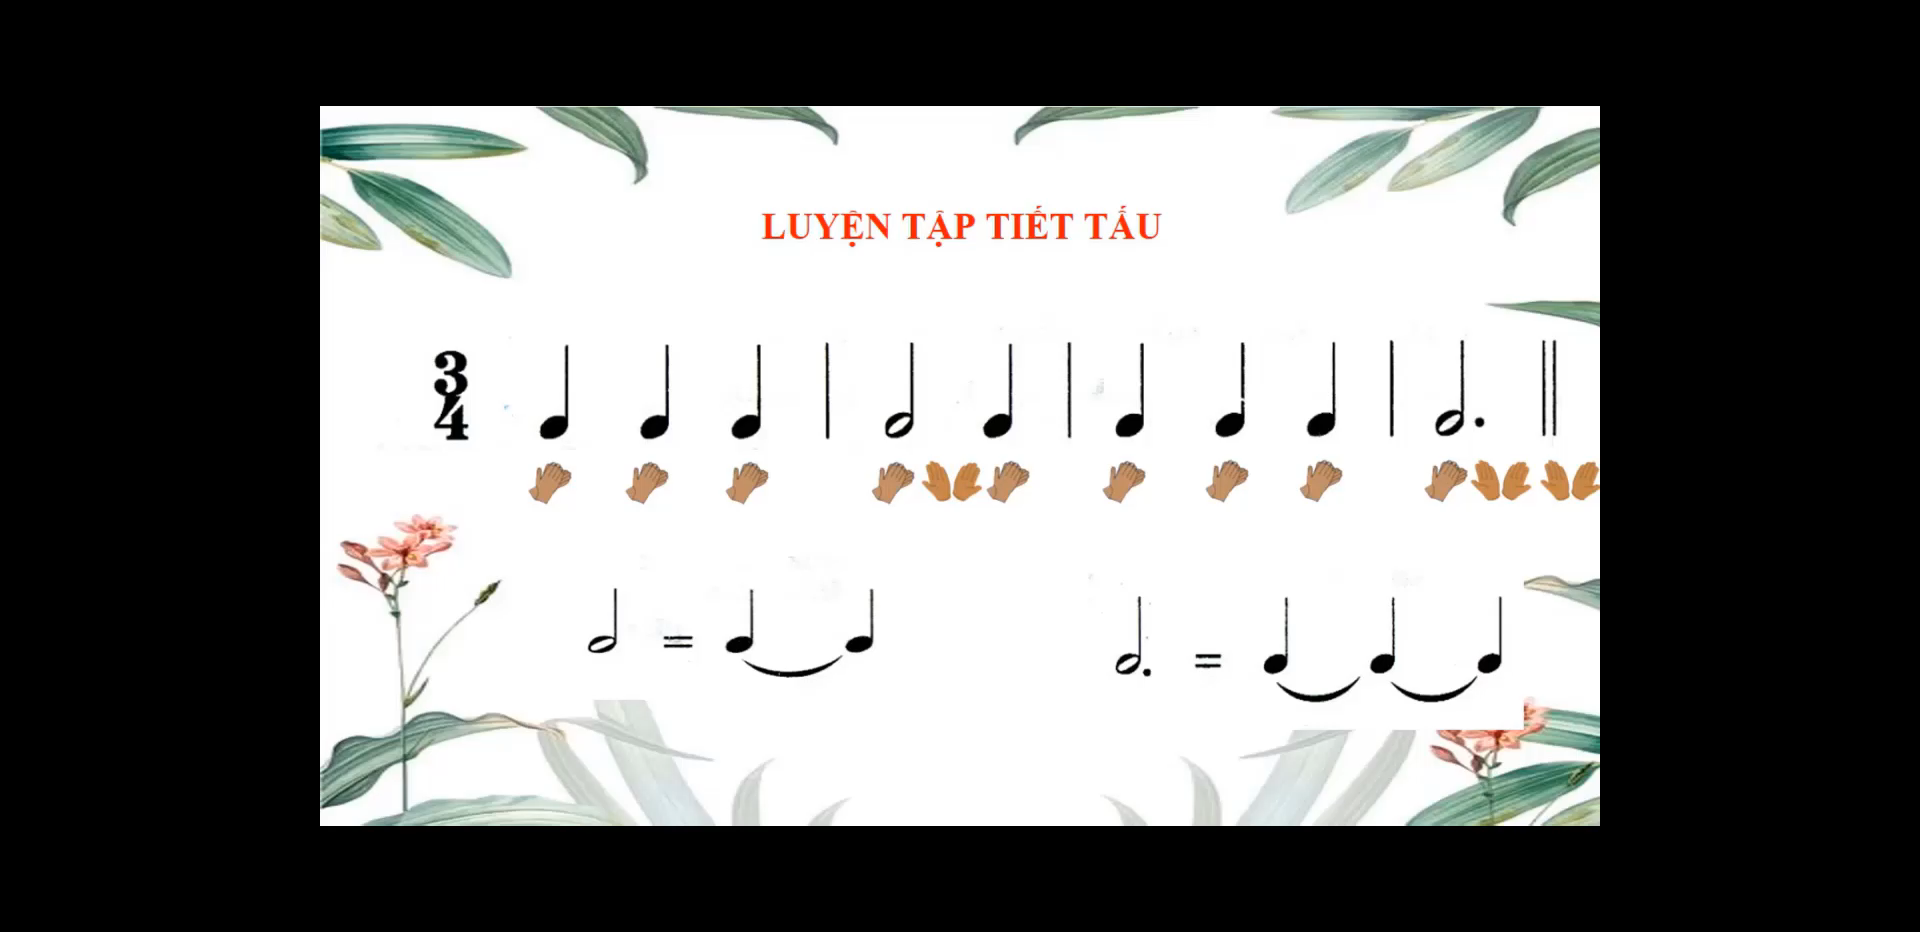 LUYỆN TẬP TIẾT TẤU
3
4
=
=